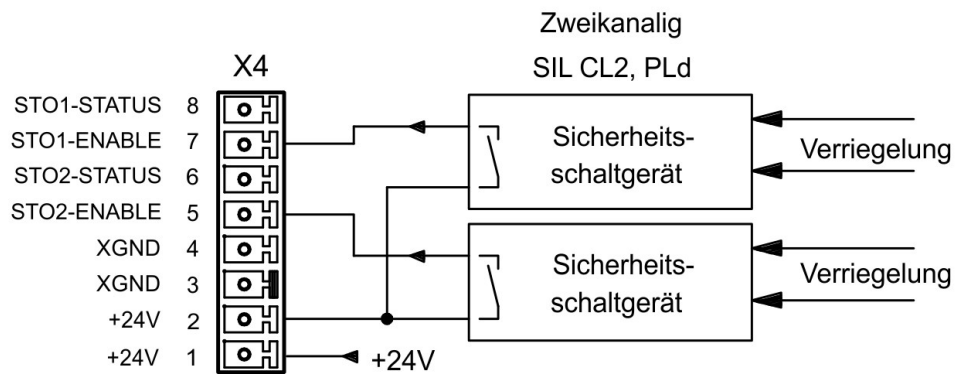 Zweikanalig
SIL CL2, PLd
X4
STO1-STATUS 8
STO1-ENABLE 7
STO2-STATUS 6
STO2-ENABLE 5
XGND 4
XGND 3
+24V 2
+24V 1
+24V
Sicherheits-
schaltgerät
Verriegelung
Sicherheits-
schaltgerät
Verriegelung